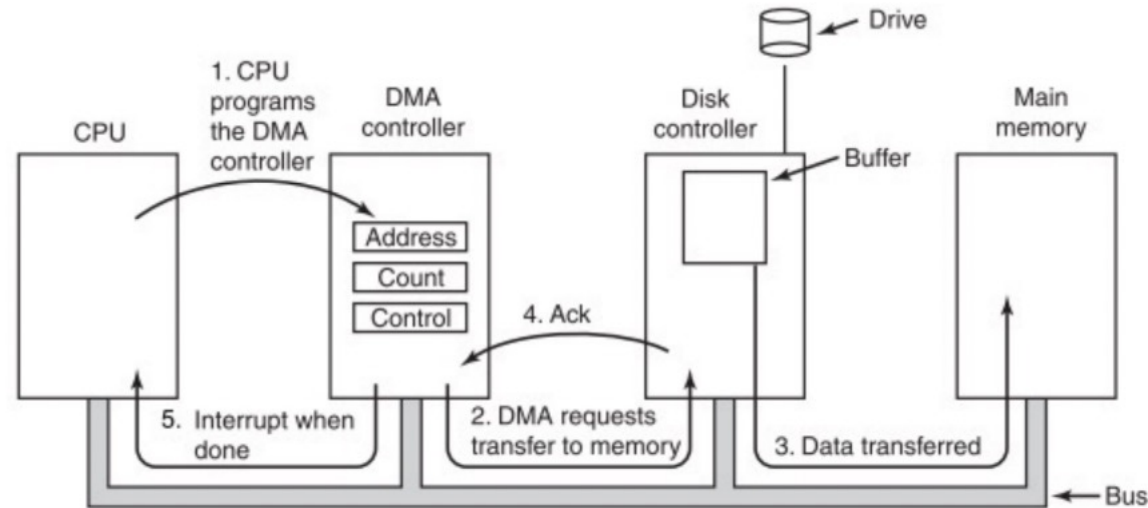 Drive
1. CPU
programs
the DMA
controller
CPU
DMA
controller
Disk
controller
Main
memory
Buffer
Address
Count
Control
4. Ack
5. Interrupt when
done
2. DMA requests
transfer to memory
3. Data transferred
Bus